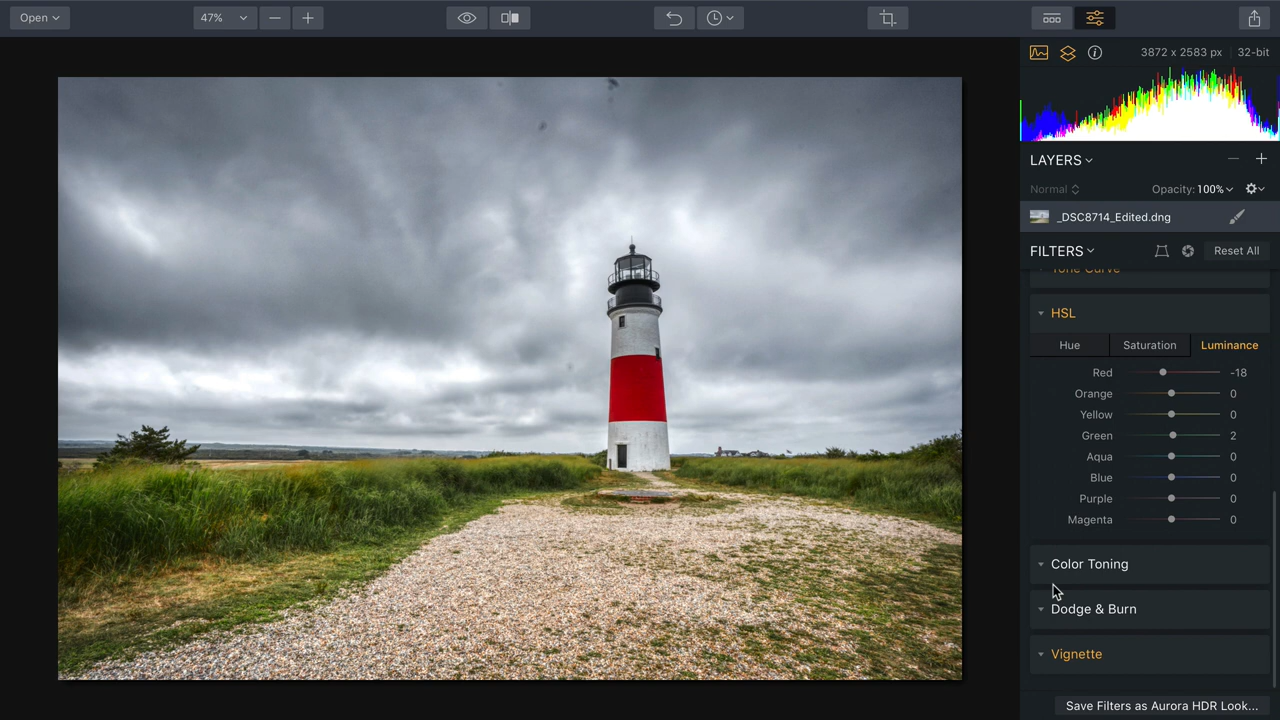 Open
47%
3872 x 2583 px
32-bit
LAYERS
Normal
Opacity: 100%
_DSC8714_Edited.dng
FILTERS
Reset All
Tone Curve
HSL
Hue
Saturation
Luminance
Red -18
Orange 0
Yellow 0
Green 2
Aqua 0
Blue 0
Purple 0
Magenta 0
Color Toning
Dodge & Burn
Vignette
Save Filters as Aurora HDR Look...